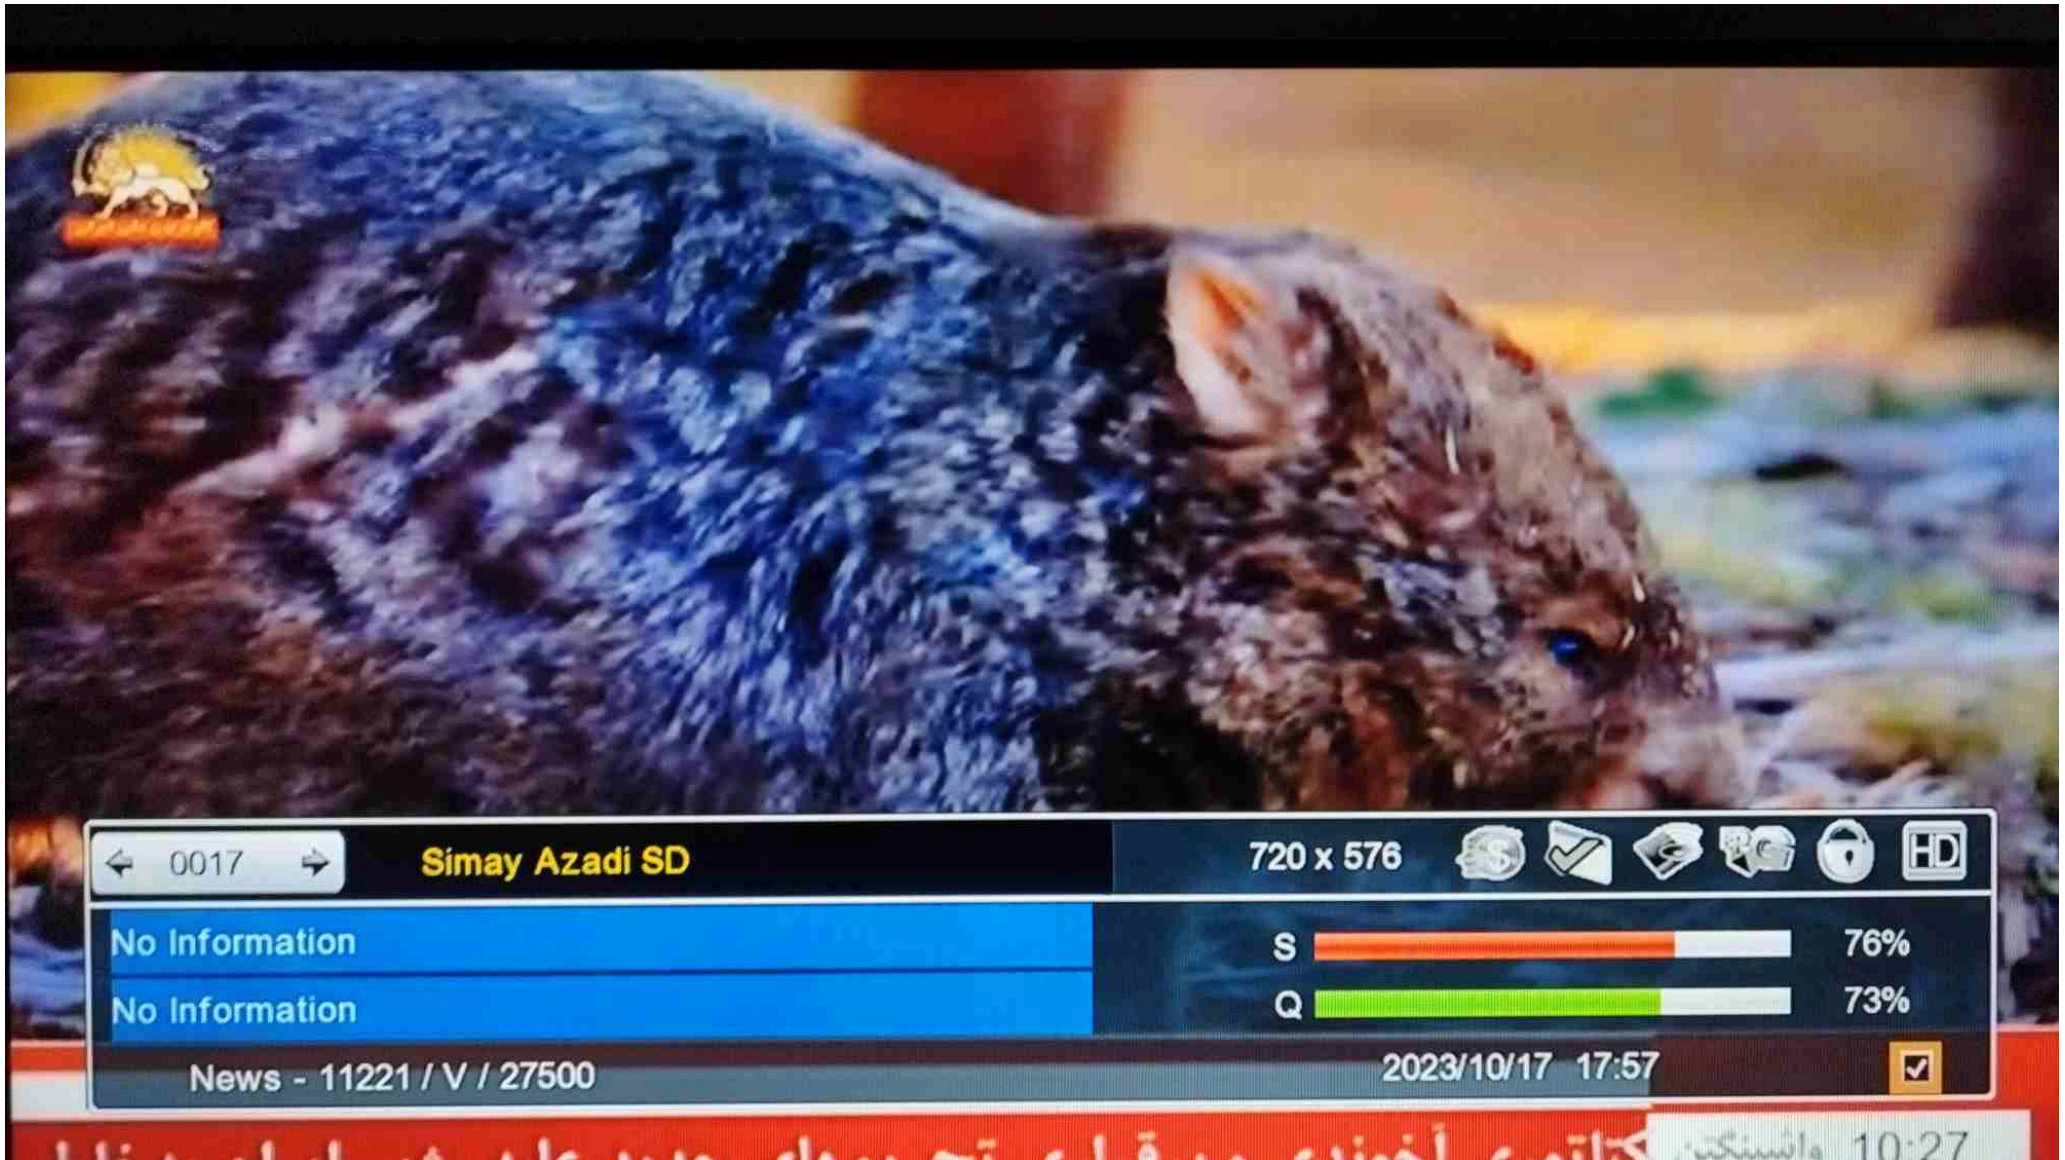 0017 Simay Azadi SD 720 x 576 HD
No Information
S 76%
No Information
Q 73%
News - 11221 / V / 27500 2023/10/17 17:57
واشنگتن 10:27